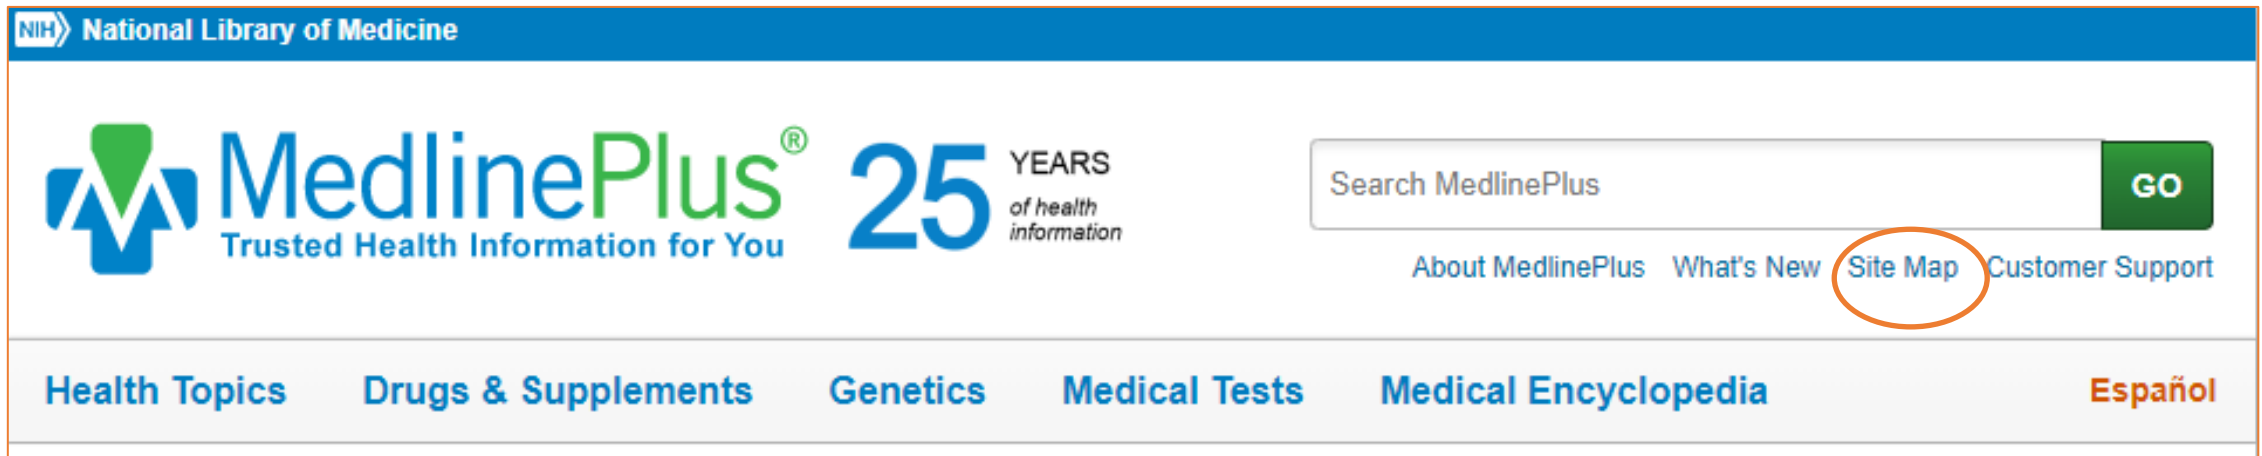 NIH National Library of Medicine
MedlinePlus®
Trusted Health Information for You
25 YEARS
of health
information
Search MedlinePlus GO
About MedlinePlus What's New Site Map Customer Support
Health Topics Drugs & Supplements Genetics Medical Tests Medical Encyclopedia Español